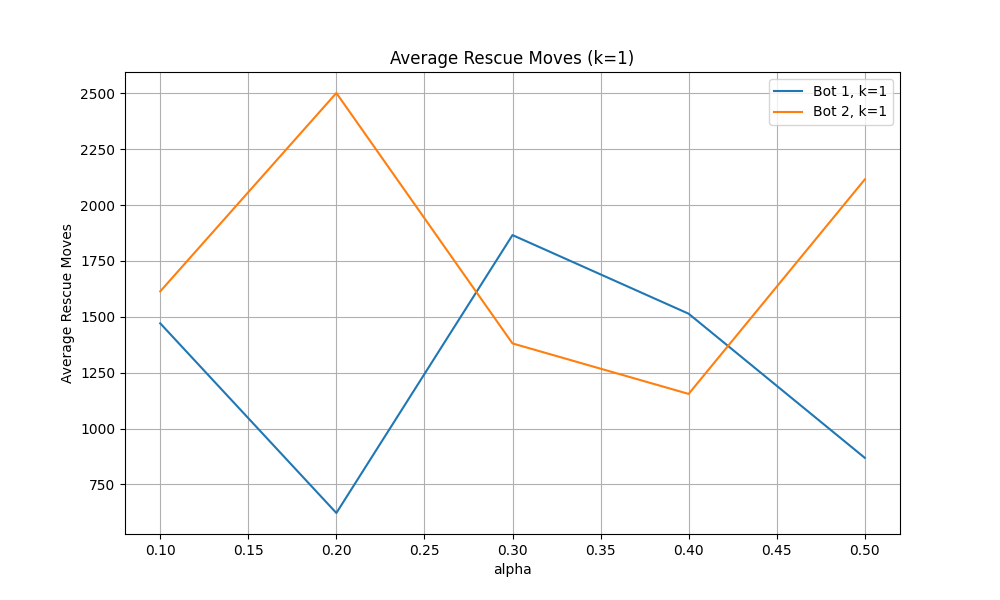 Average Rescue Moves (k=1)
Bot 1, k=1
Bot 2, k=1
Average Rescue Moves
2500
2250
2000
1750
1500
1250
1000
750
0.10 0.15 0.20 0.25 0.30 0.35 0.40 0.45 0.50
alpha